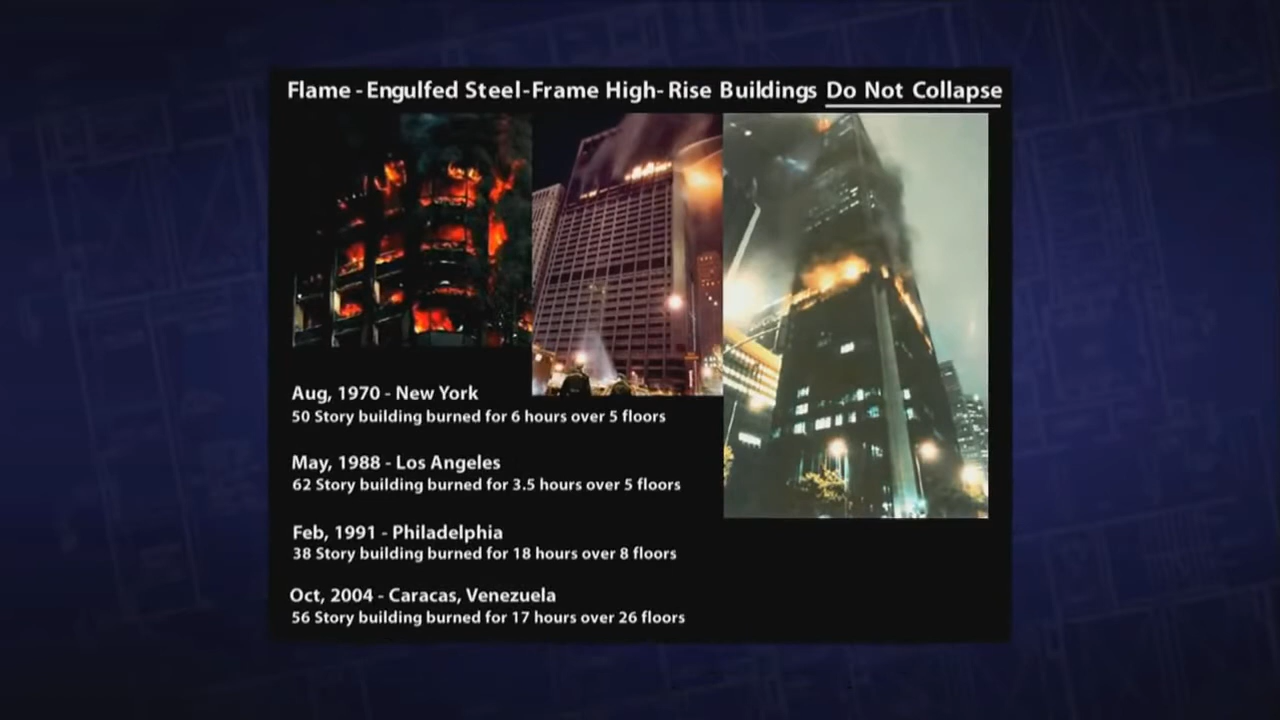 Flame - Engulfed Steel-Frame High- Rise Buildings Do Not Collapse
Aug, 1970 - New York
50 Story building burned for 6 hours over 5 floors
May, 1988 - Los Angeles
62 Story building burned for 3.5 hours over 5 floors
Feb, 1991 - Philadelphia
38 Story building burned for 18 hours over 8 floors
Oct, 2004 - Caracas, Venezuela
56 Story building burned for 17 hours over 26 floors